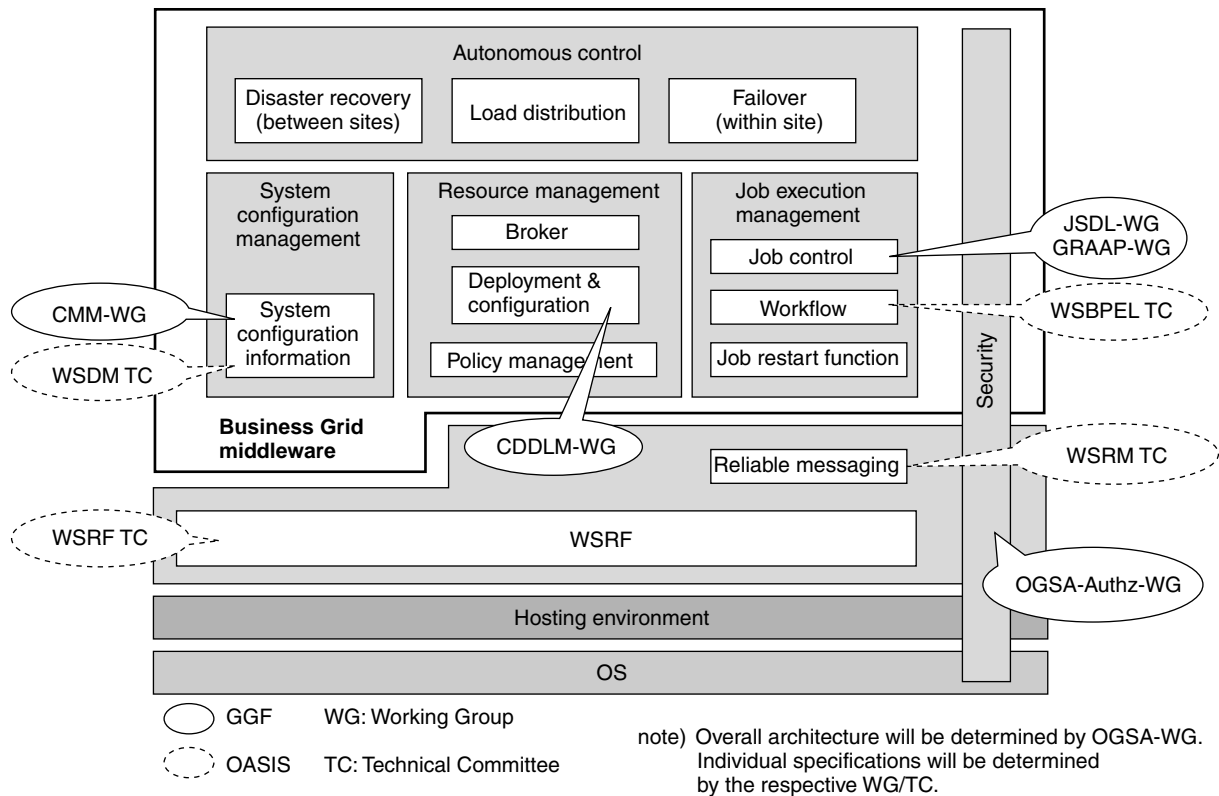 Autonomous control
Disaster recovery
(between sites)
Load distribution
Failover
(within site)
System
configuration
management
System
configuration
information
Resource management
Broker
Deployment &
configuration
Policy management
Job execution
management
Job control
Workflow
Job restart function
Security
JSDL-WG
GRAAP-WG
WSBPEL TC
CMM-WG
WSDM TC
Business Grid
middleware
CDDLM-WG
Reliable messaging
WSRM TC
WSRF TC
WSRF
OGSA-Authz-WG
Hosting environment
OS
GGF WG: Working Group
OASIS TC: Technical Committee
note) Overall architecture will be determined by OGSA-WG.
Individual specifications will be determined
by the respective WG/TC.